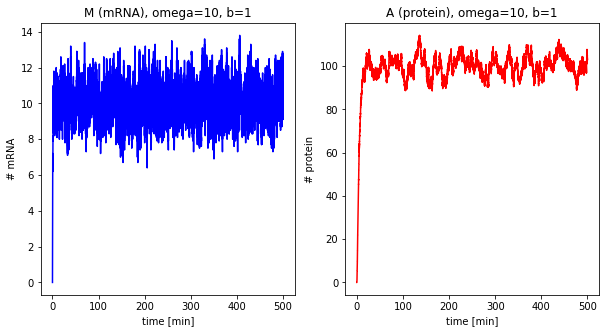 M (mRNA), omega=10, b=1
14
12
10
8
6
4
2
0
# mRNA
0 100 200 300 400 500
time [min]
A (protein), omega=10, b=1
100
80
60
40
20
0
# protein
0 100 200 300 400 500
time [min]